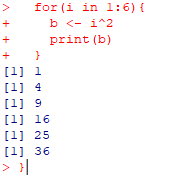 >   for(i in 1:6){
+     b <- i^2
+     print(b)
+   }
[1] 1
[1] 4
[1] 9
[1] 16
[1] 25
[1] 36
> }